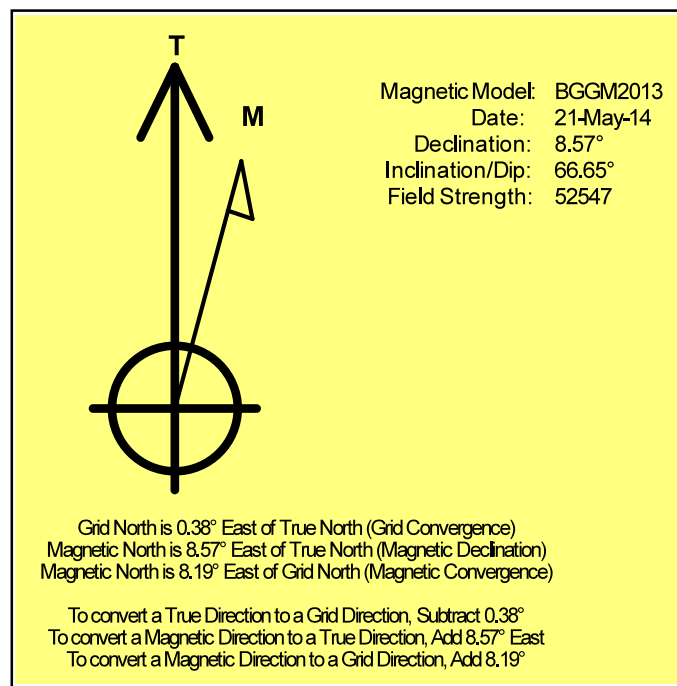 T
M
Magnetic Model: BGGM2013
Date: 21-May-14
Declination: 8.57°
Inclination/Dip: 66.65°
Field Strength: 52547
Grid North is 0.38° East of True North (Grid Convergence)
Magnetic North is 8.57° East of True North (Magnetic Declination)
Magnetic North is 8.19° East of Grid North (Magnetic Convergence)
To convert a True Direction to a Grid Direction, Subtract 0.38°
To convert a Magnetic Direction to a True Direction, Add 8.57° East
To convert a Magnetic Direction to a Grid Direction, Add 8.19°